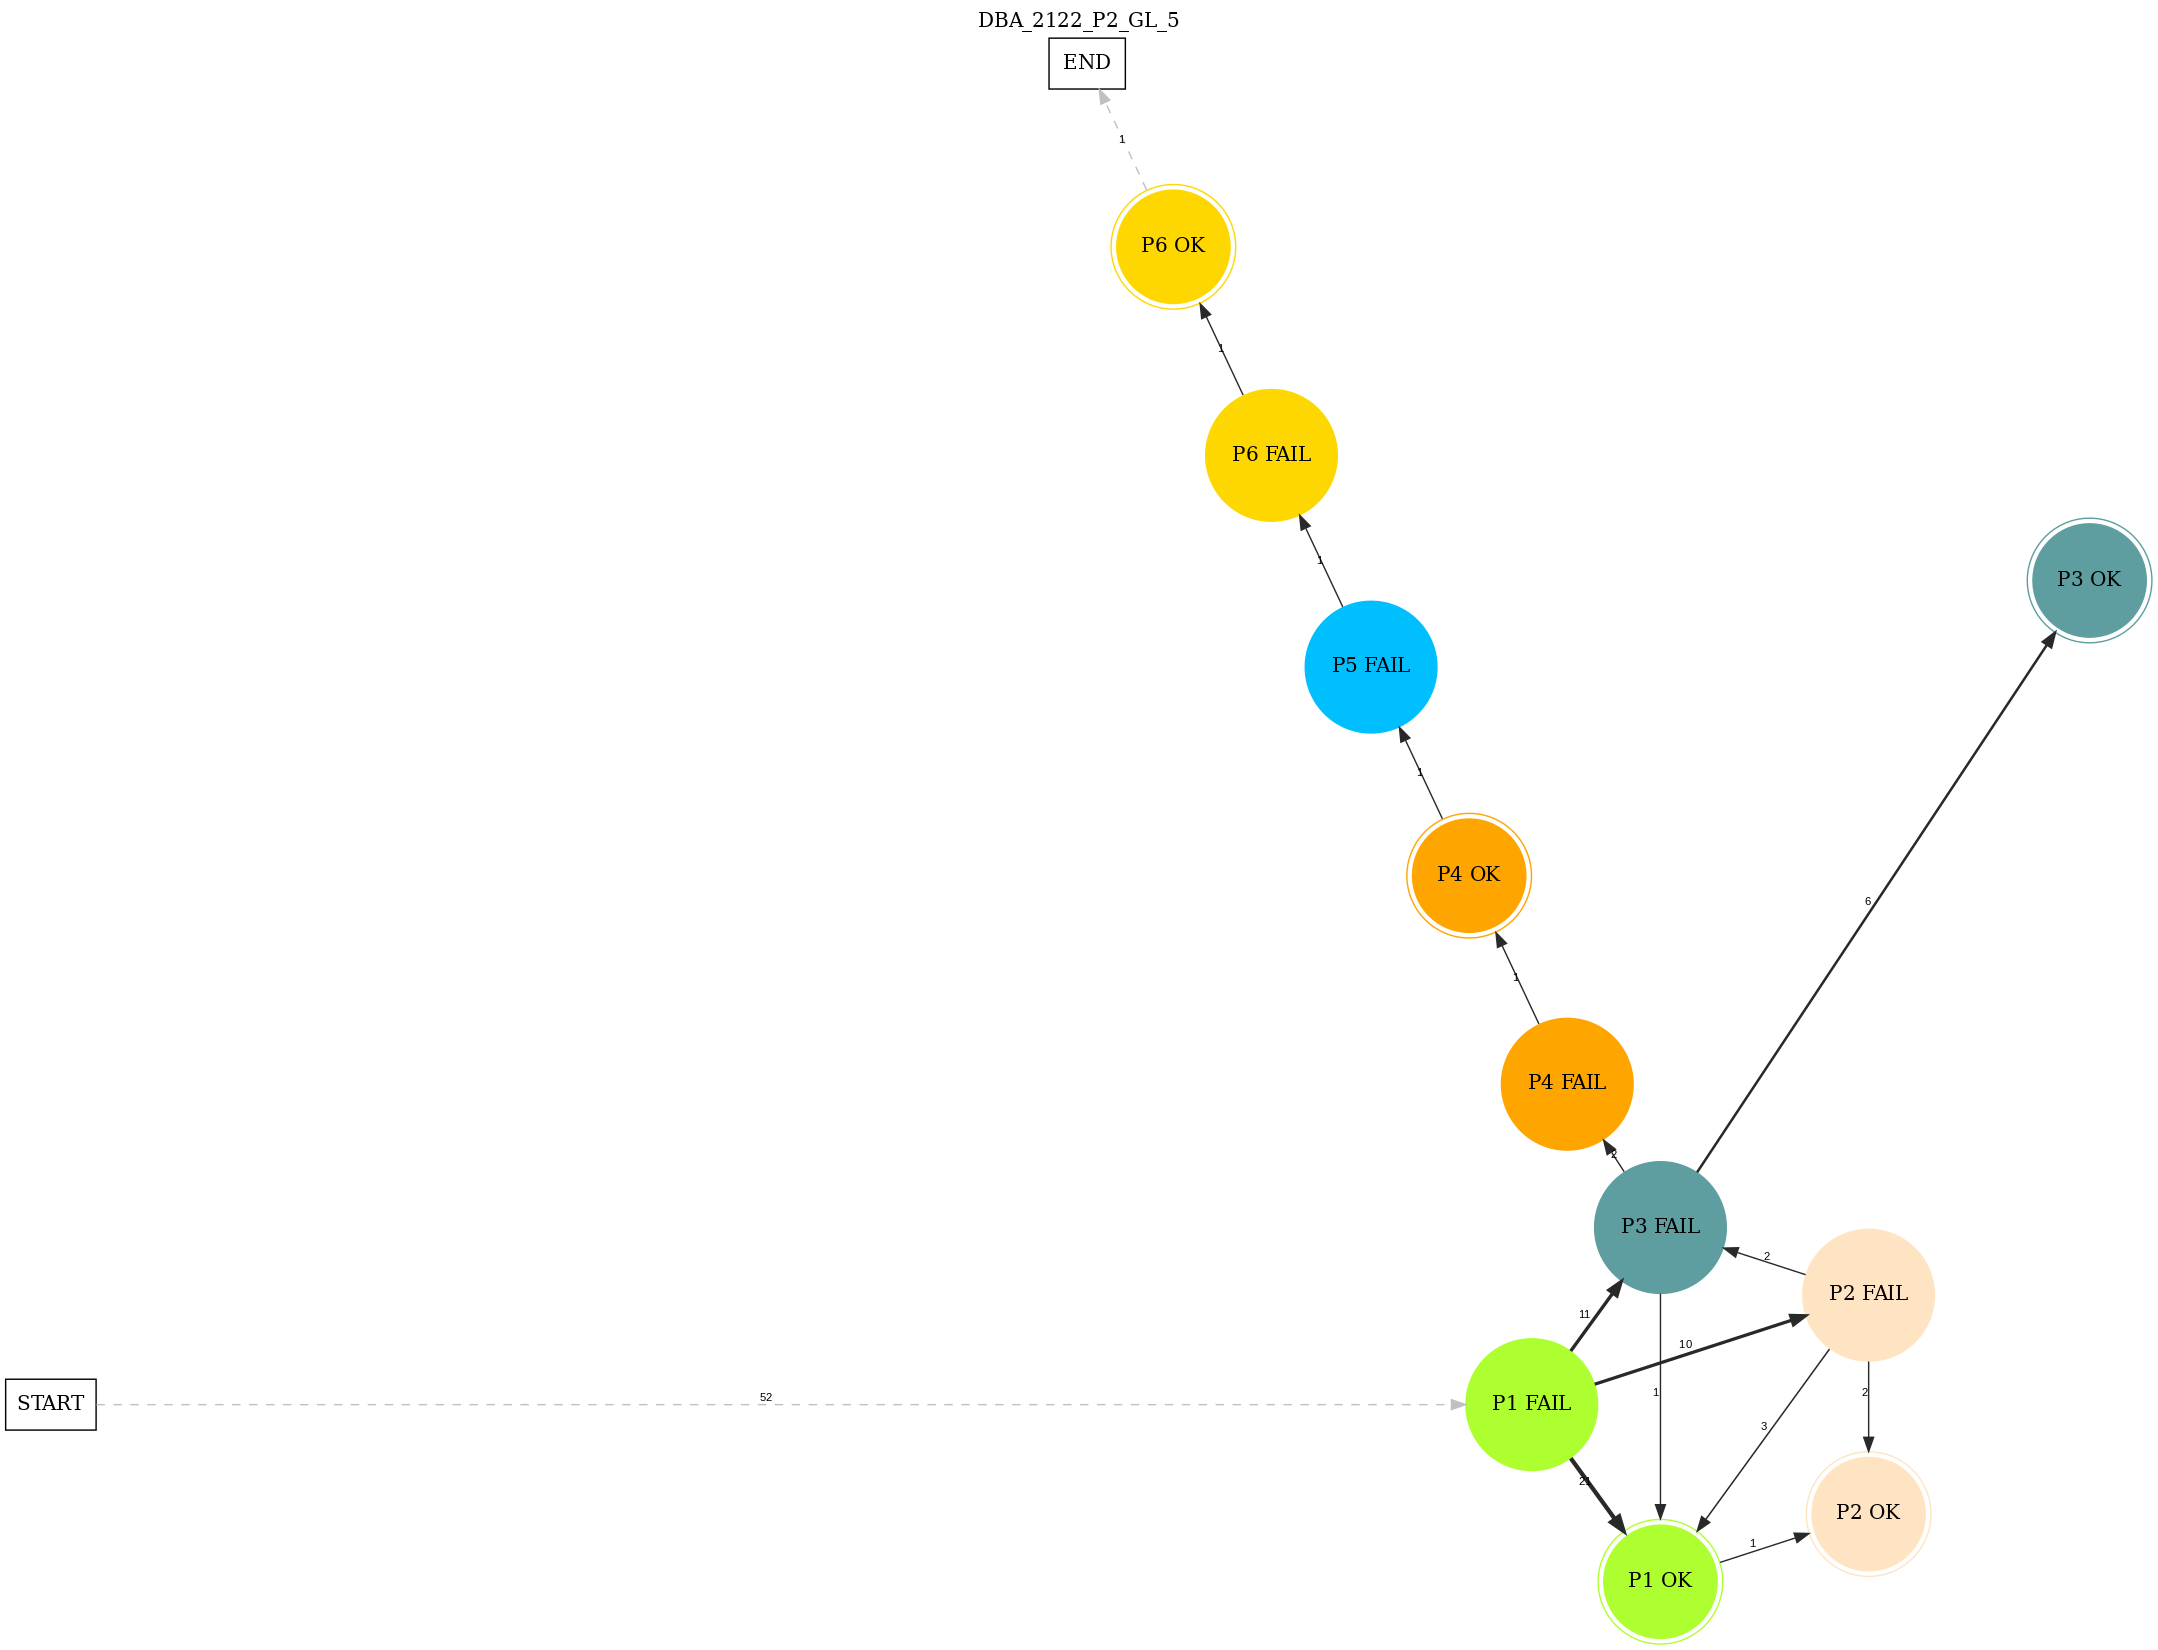 DBA_2122_P2_GL_5
END
1
P6 OK
1
P6 FAIL
1
P3 OK
P5 FAIL
1
P4 OK
6
1
P4 FAIL
2
P3 FAIL
2
P2 FAIL
11
10
START
52
P1 FAIL
1
2
3
21
P2 OK
1
P1 OK